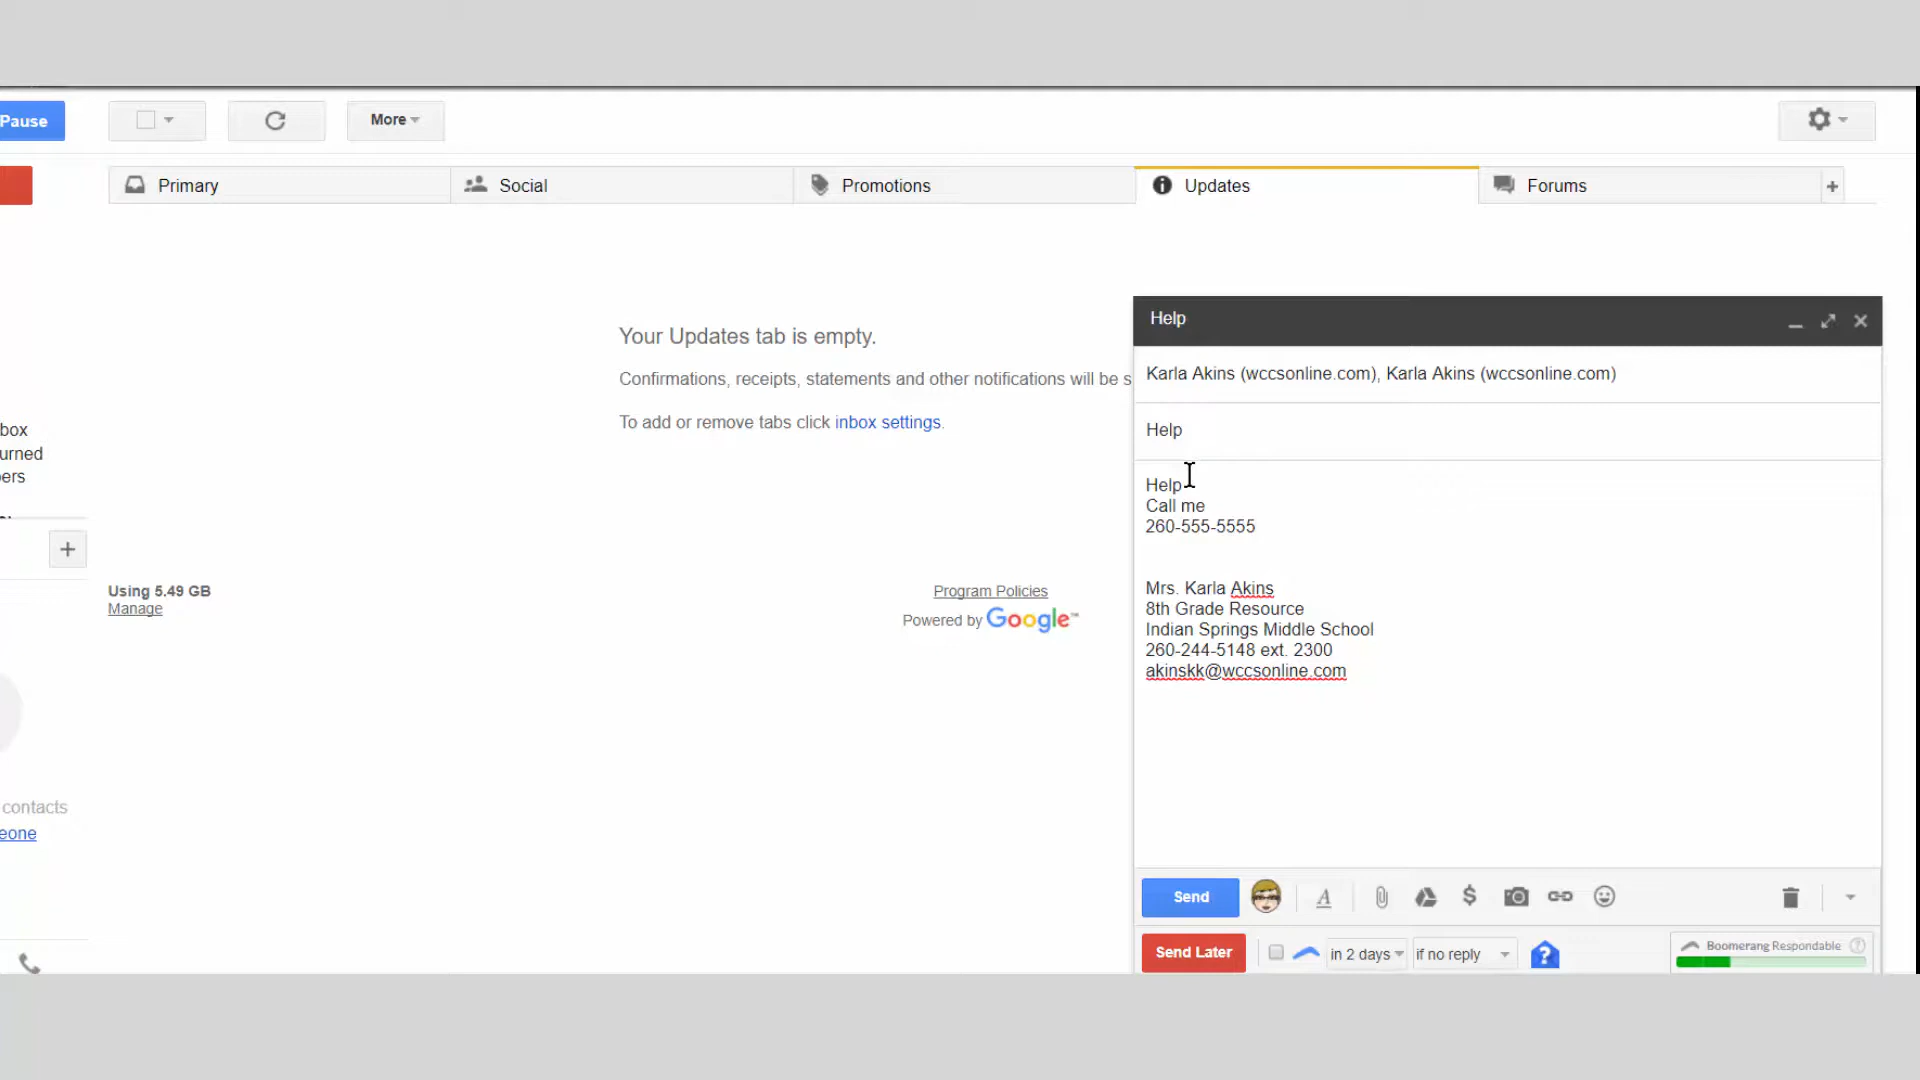 Pause
More
Primary
Social
Promotions
Updates
Forums
+
Your Updates tab is empty.
Confirmations, receipts, statements and other notifications will be s
To add or remove tabs click inbox settings.
box
urned
ers
+
Using 5.49 GB
Manage
Program Policies
Powered by Google™
contacts
eone
Help
Karla Akins (wccsonline.com), Karla Akins (wccsonline.com)
Help
Help
Call me
260-555-5555
Mrs. Karla Akins
8th Grade Resource
Indian Springs Middle School
260-244-5148 ext. 2300
akinskk@wccsonline.com
Send
Send Later
in 2 days
if no reply
?
Boomerang Respondable ?